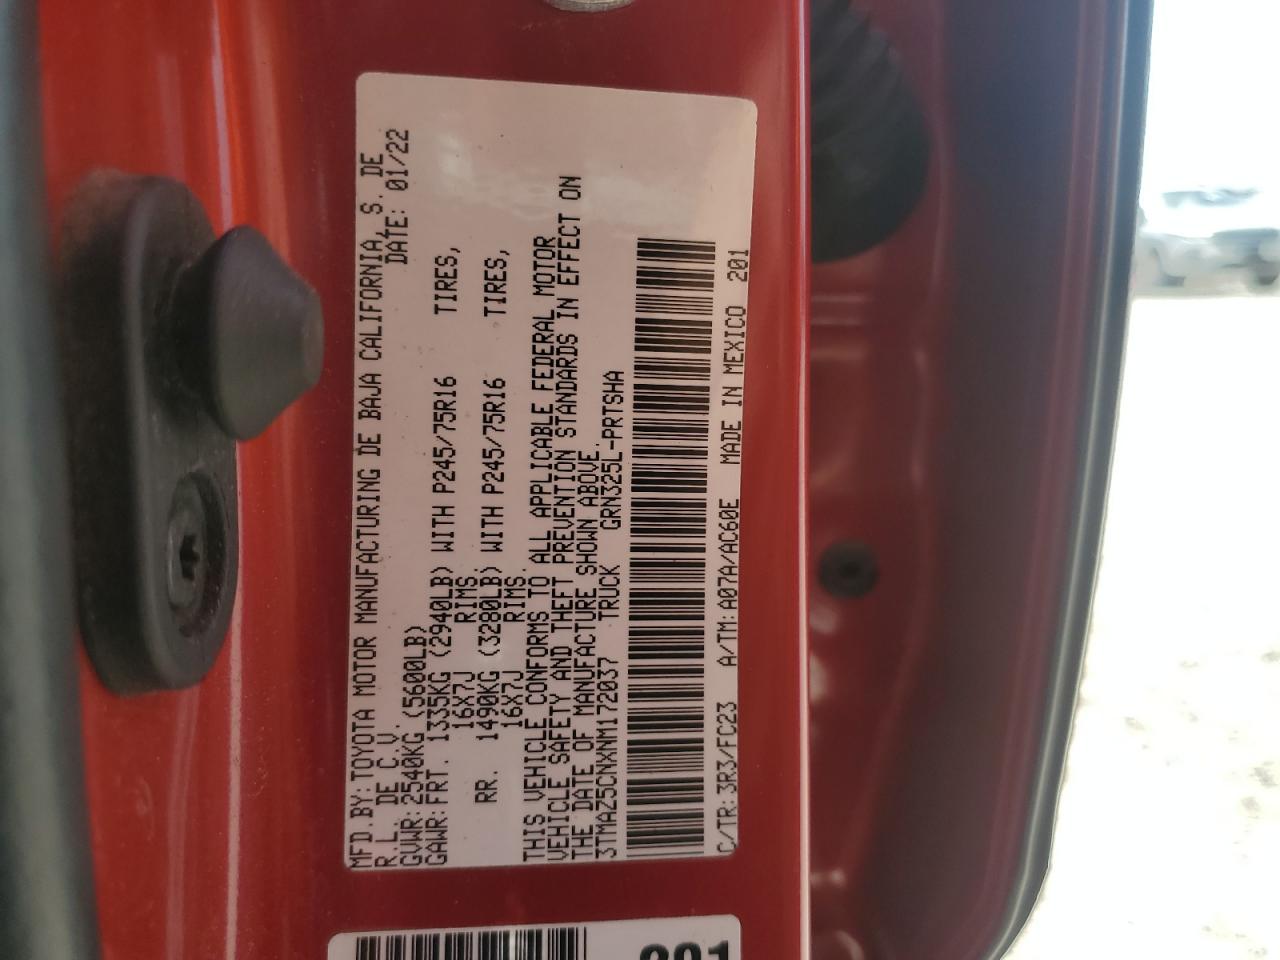 MFD.BY:TOYOTA MOTOR MANUFACTURING DE BAJA CALIFORNIA,S. DE
R.L. DE C.V. DATE: 01/22
GVWR:2540KG(5600LB)
GAWR:FRT. 1335KG (2940LB) WITH P245/75R16 TIRES,
16X7J RIMS.
RR. 1490KG (3280LB) WITH P245/75R16 TIRES,
16X7J RIMS.
THIS VEHICLE CONFORMS TO ALL APPLICABLE FEDERAL MOTOR
VEHICLE SAFETY AND THEFT PREVENTION STANDARDS IN EFFECT ON
THE DATE OF MANUFACTURE SHOWN ABOVE.
3TMAZ5CNXNM172037 TRUCK GRN325L-PRTSHA
C/TR:3R3/FC23 A/TM:A07A/AC60E MADE IN MEXICO 201